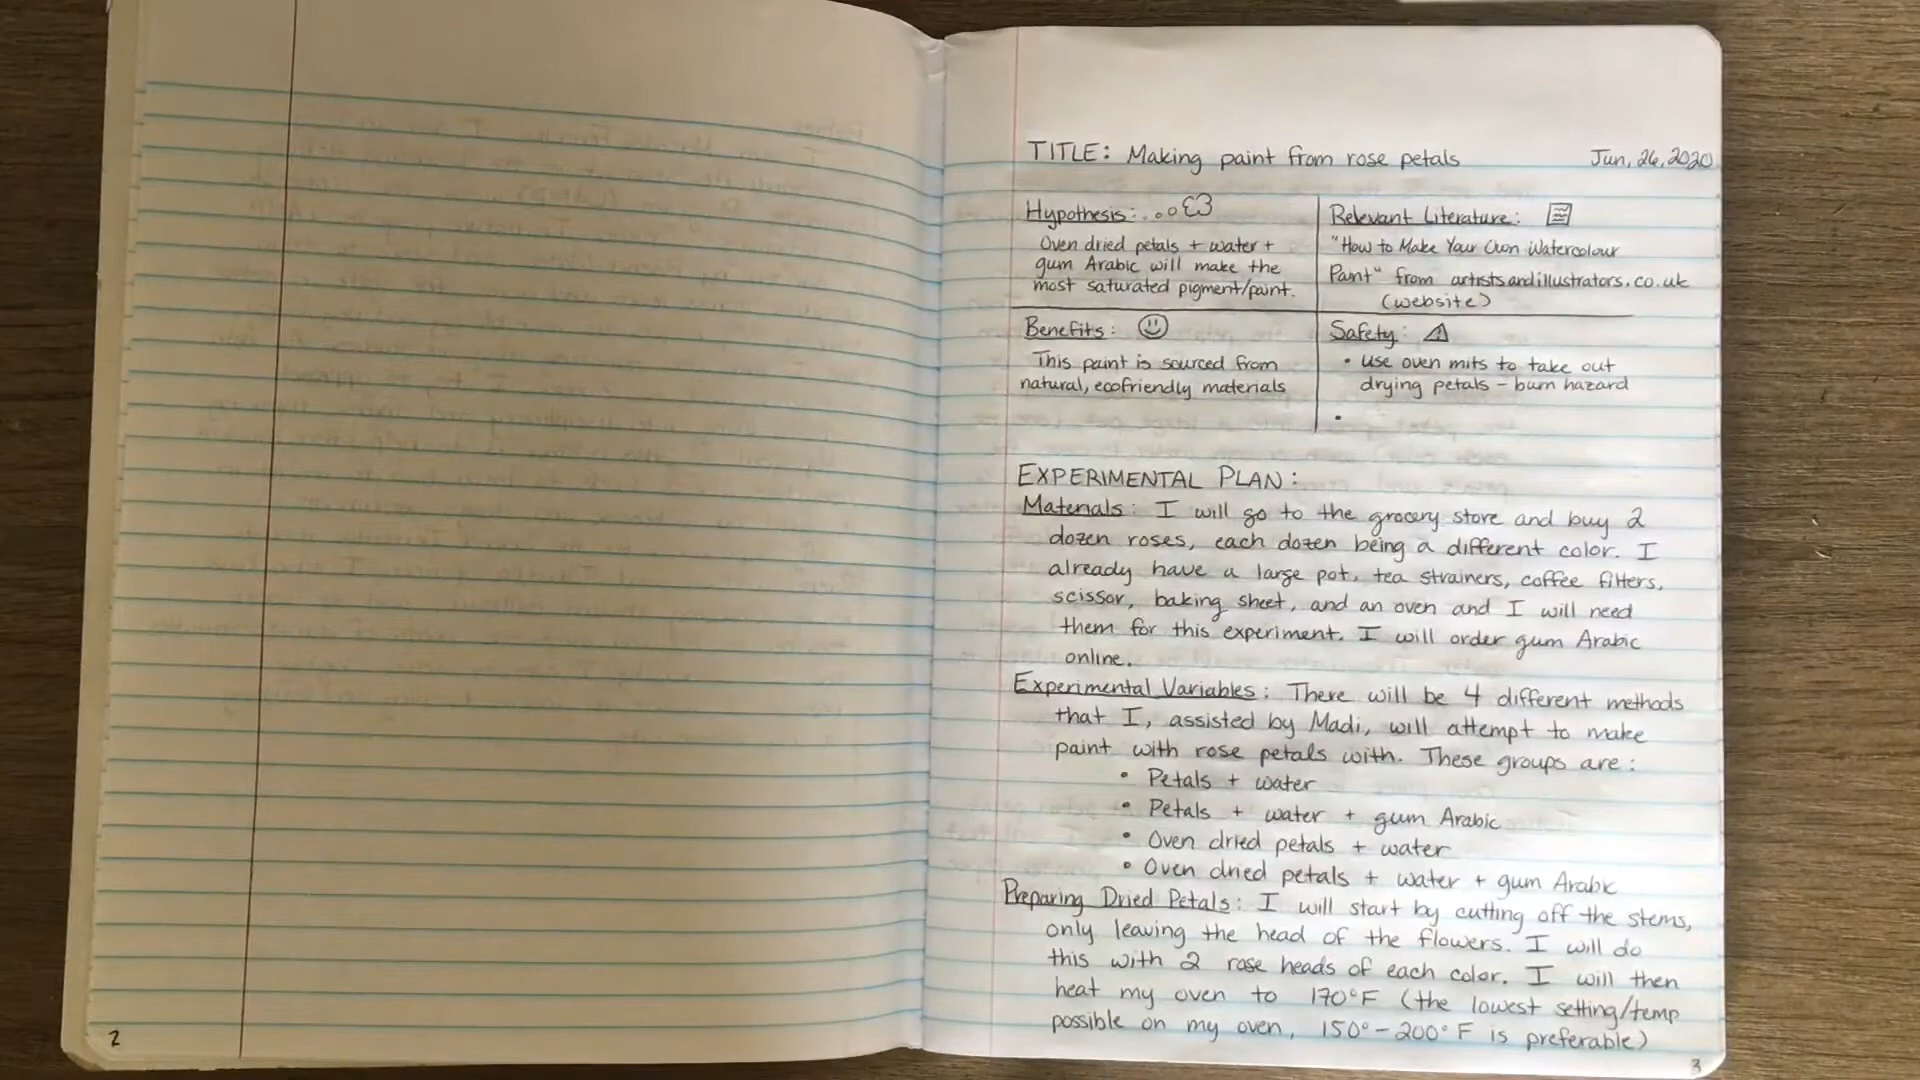 TITLE: Making paint from rose petals Jun, 26, 2020
Hypothesis:
Oven dried petals + water +
gum Arabic will make the
most saturated pigment/paint.
Relevant Literature:
"How to Make Your Own Watercolour
Paint" from artistsandillustrators.co.uk
(website)
Benefits:
This paint is sourced from
natural, ecofriendly materials
Safety:
• Use oven mits to take out
drying petals - burn hazard
•
EXPERIMENTAL PLAN:
Materials: I will go to the grocery store and buy 2
dozen roses, each dozen being a different color. I
already have a large pot, tea strainers, coffee filters,
scissor, baking sheet, and an oven and I will need
them for this experiment. I will order gum Arabic
online.
Experimental Variables: There will be 4 different methods
that I, assisted by Madi, will attempt to make
paint with rose petals with. These groups are:
• Petals + water
• Petals + water + gum Arabic
• Oven dried petals + water
• Oven dried petals + water + gum Arabic
Preparing Dried Petals: I will start by cutting off the stems,
only leaving the head of the flowers. I will do
this with 2 rose heads of each color. I will then
heat my oven to 170°F (the lowest setting/temp
possible on my oven, 150°-200°F is preferable)
2
3